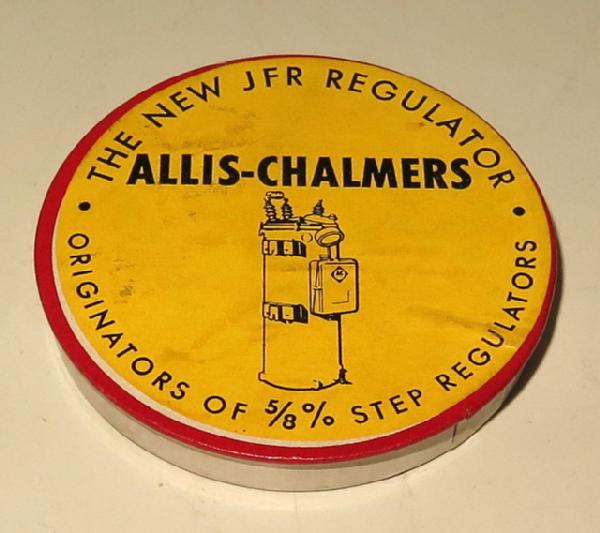 THE NEW JFR REGULATOR
ALLIS-CHALMERS
• ORIGINATORS OF 5/8% STEP REGULATORS •